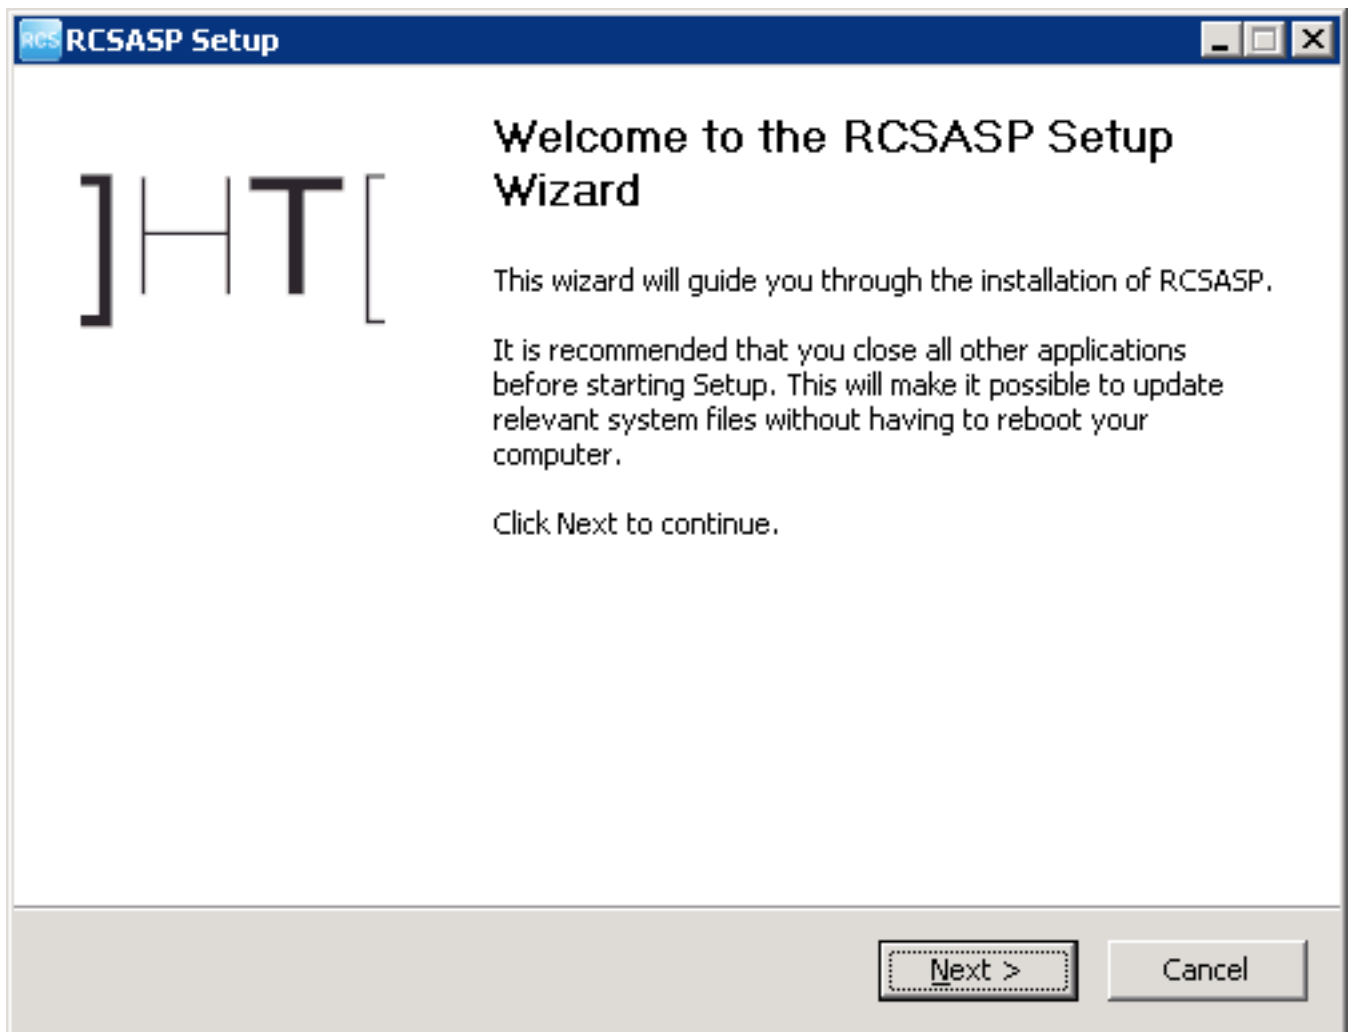 RCS RCSASP Setup
]HT[
Welcome to the RCSASP Setup
Wizard
This wizard will guide you through the installation of RCSASP.
It is recommended that you close all other applications
before starting Setup. This will make it possible to update
relevant system files without having to reboot your
computer.
Click Next to continue.
Next > Cancel